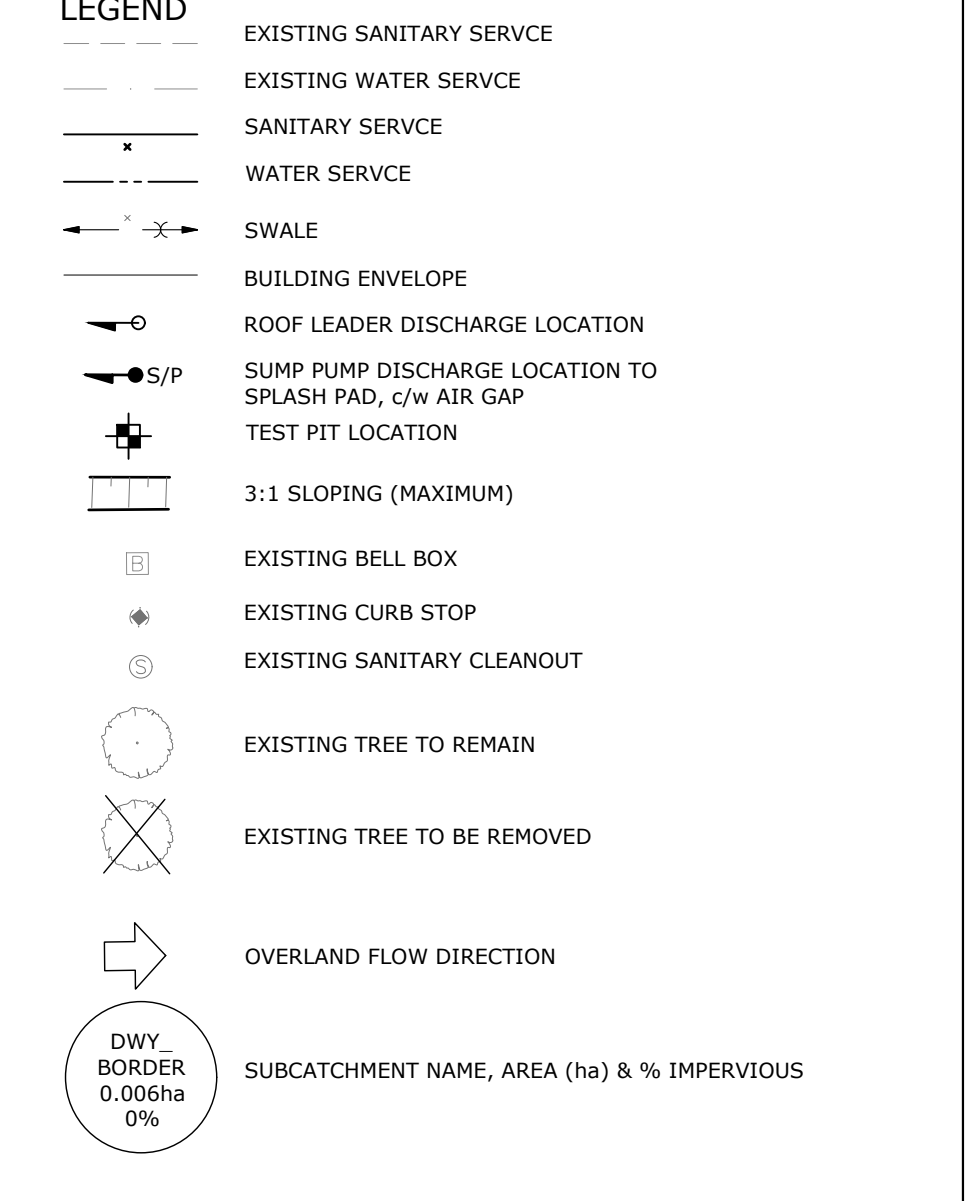 LEGEND
EXISTING SANITARY SERVCE
EXISTING WATER SERVCE
SANITARY SERVCE
WATER SERVCE
SWALE
BUILDING ENVELOPE
ROOF LEADER DISCHARGE LOCATION
S/P
SUMP PUMP DISCHARGE LOCATION TO
SPLASH PAD, c/w AIR GAP
TEST PIT LOCATION
3:1 SLOPING (MAXIMUM)
B
EXISTING BELL BOX
EXISTING CURB STOP
S
EXISTING SANITARY CLEANOUT
EXISTING TREE TO REMAIN
EXISTING TREE TO BE REMOVED
OVERLAND FLOW DIRECTION
DWY_
BORDER
0.006ha
0%
SUBCATCHMENT NAME, AREA (ha) & % IMPERVIOUS